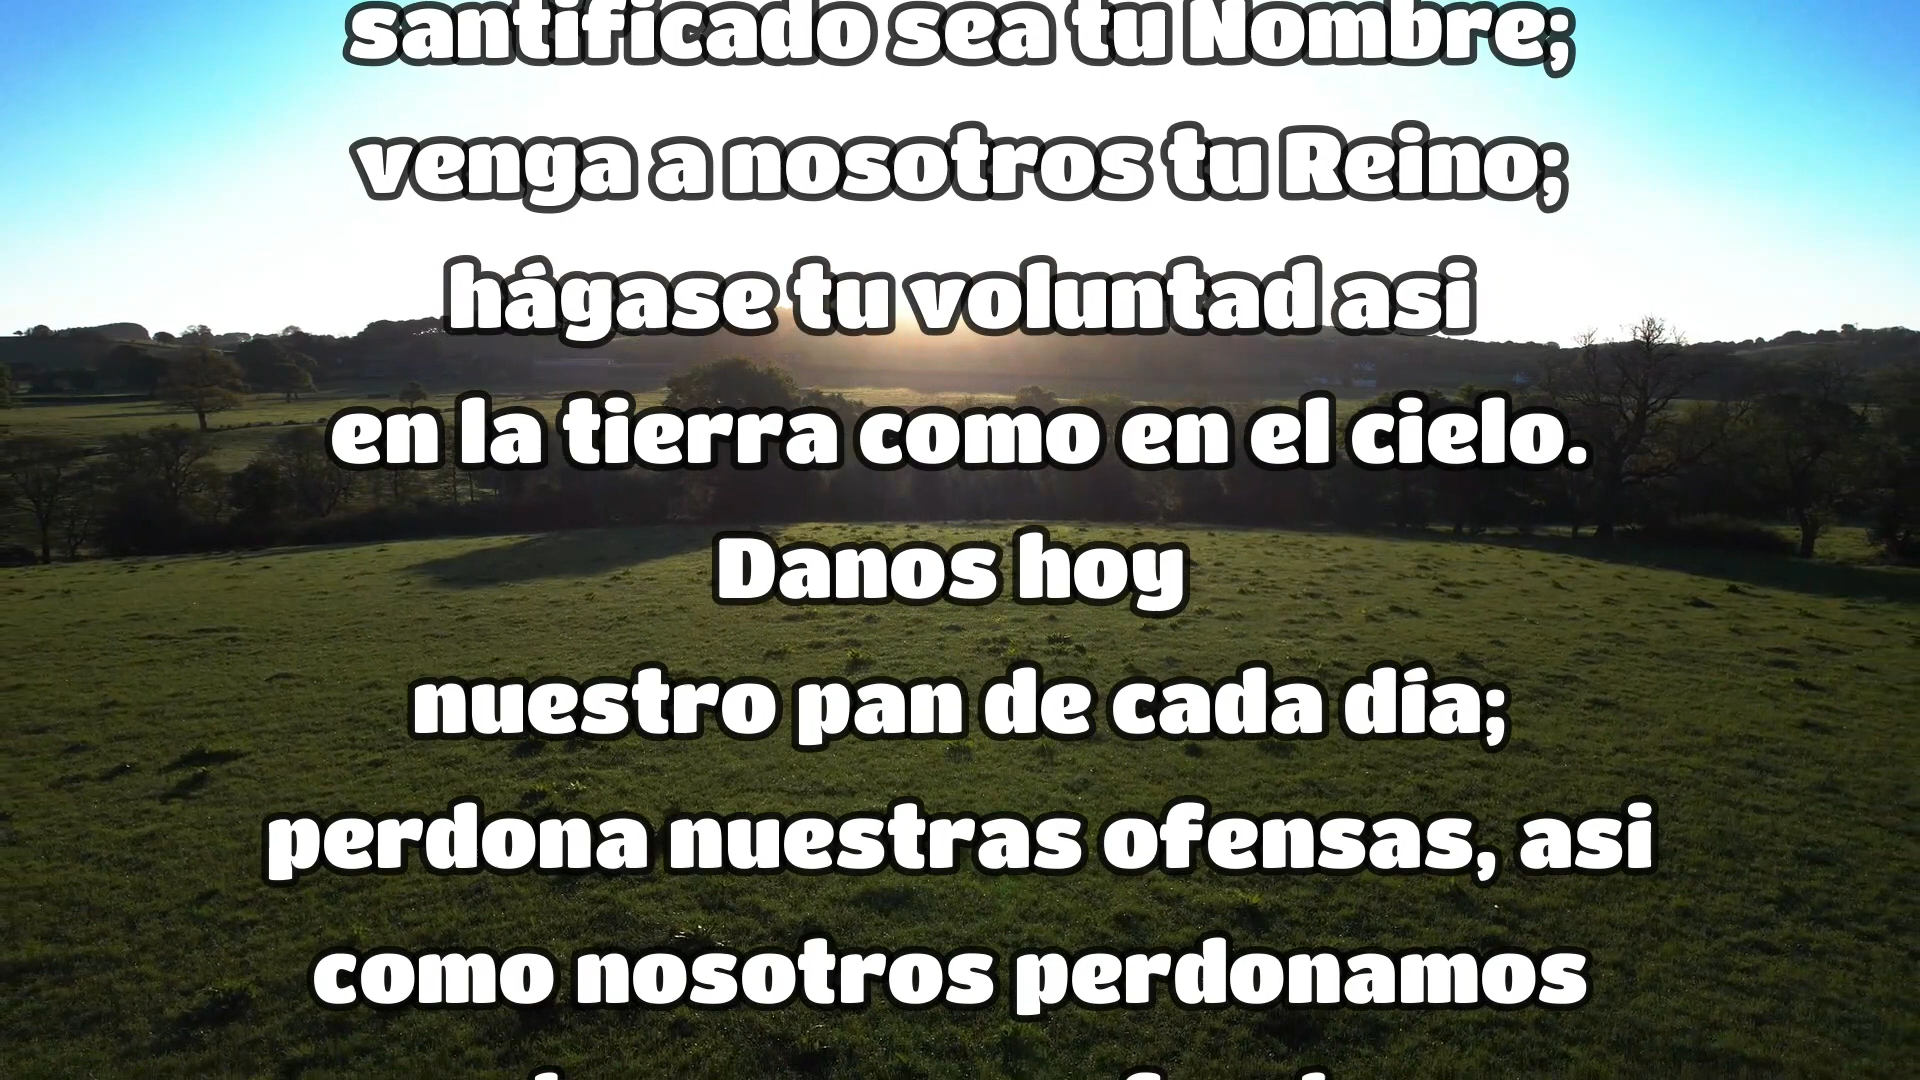 santificado sea tu Nombre;
venga a nosotros tu Reino;
hágase tu voluntad asi
en la tierra como en el cielo.
Danos hoy
nuestro pan de cada día;
perdona nuestras ofensas, asi
como nosotros perdonamos